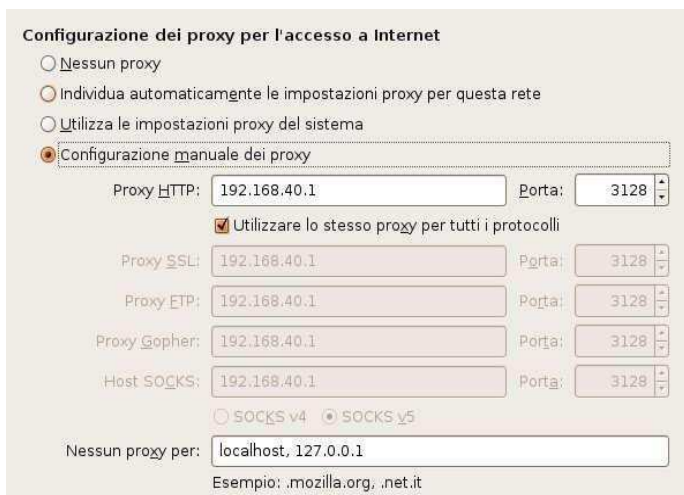 Configurazione dei proxy per l'accesso a Internet
Nessun proxy
Individua automaticamente le impostazioni proxy per questa rete
Utilizza le impostazioni proxy del sistema
Configurazione manuale dei proxy
Proxy HTTP: 192.168.40.1 Porta: 3128
Utilizzare lo stesso proxy per tutti i protocolli
Proxy SSL: 192.168.40.1 Porta: 3128
Proxy FTP: 192.168.40.1 Porta: 3128
Proxy Gopher: 192.168.40.1 Porta: 3128
Host SOCKS: 192.168.40.1 Porta: 3128
SOCKS v4 SOCKS v5
Nessun proxy per: localhost, 127.0.0.1
Esempio: .mozilla.org, .net.it